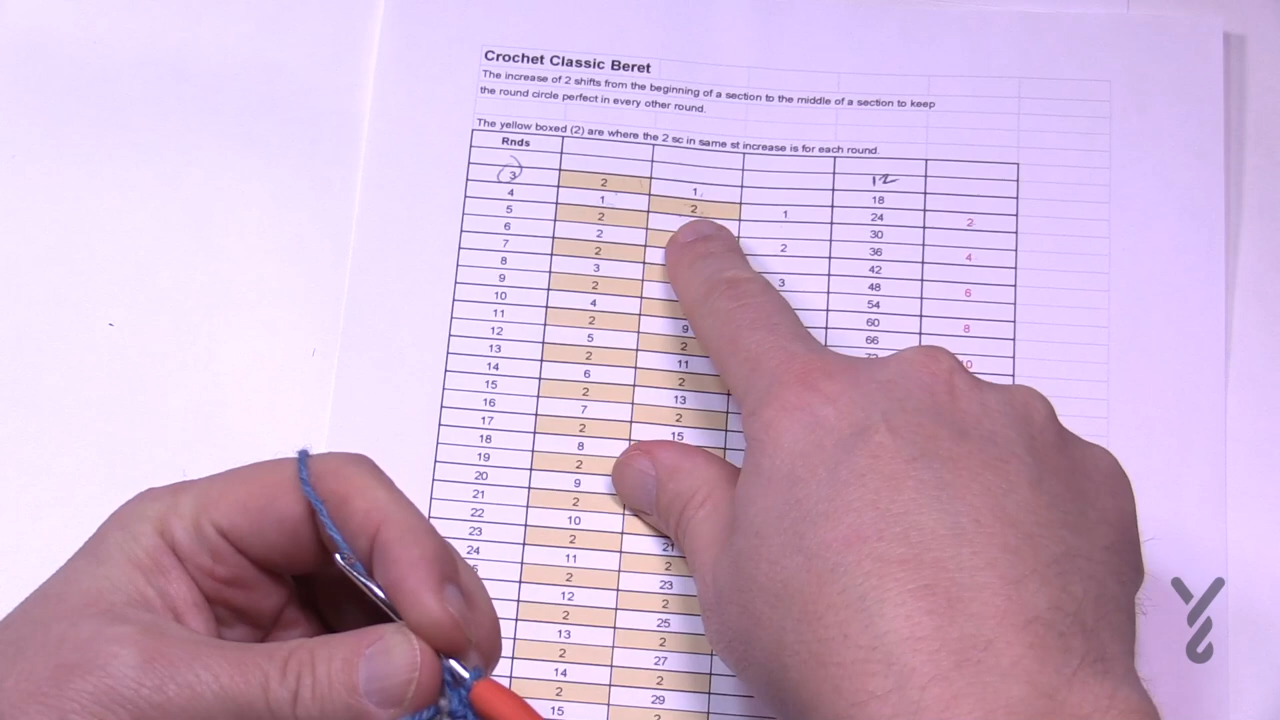 Crochet Classic Beret
The increase of 2 shifts from the beginning of a section to the middle of a section to keep
the round circle perfect in every other round.
The yellow boxed (2) are where the 2 sc in same st increase is for each round.
Rnds
12
3 2 1 18
4 1 2 1 24 2
5 2 30
6 2 2 36 4
7 2 42
8 3 3 48 6
9 2 54
10 4 60 8
11 2 9 66
12 5 2
13 2 11
14 6 2
15 2 13
16 7 2
17 2 15
18 8
19 2
20 9
21 2
22 10
23 2 21
24 11 2
2 23
12 2
2 25
13 2
2 27
14 2
2 29
15 2